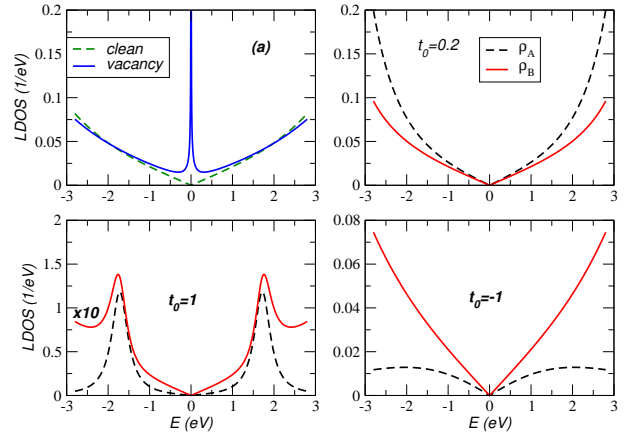 0.2
0.15
0.1
0.05
0
LDOS (1/eV)
clean
vacancy
(a)
-3 -2 -1 0 1 2 3
0.2
0.15
0.1
0.05
0
t0=0.2
ρA
ρB
-3 -2 -1 0 1 2 3
2
1.5
1
0.5
0
LDOS (1/eV)
x10
t0=1
-3 -2 -1 0 1 2 3
E (eV)
0.08
0.06
0.04
0.02
0
t0=-1
-3 -2 -1 0 1 2 3
E (eV)